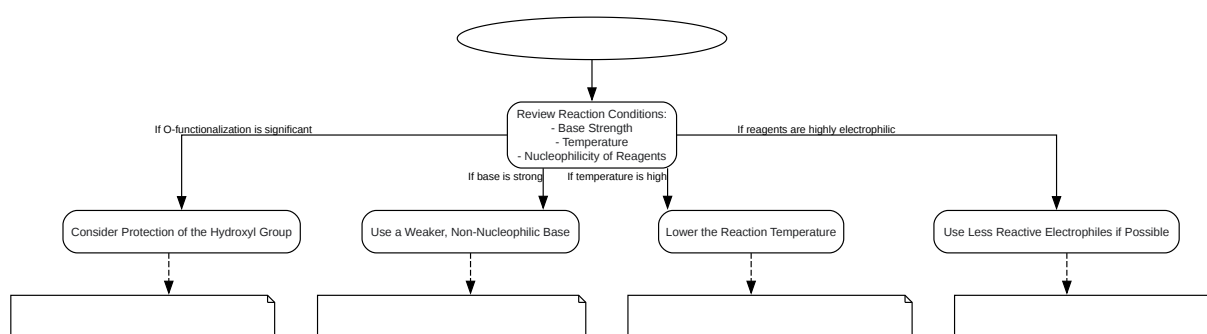 Review Reaction Conditions:
- Base Strength
- Temperature
- Nucleophilicity of Reagents
If O-functionalization is significant
If reagents are highly electrophilic
If base is strong
If temperature is high
Consider Protection of the Hydroxyl Group
Use a Weaker, Non-Nucleophilic Base
Lower the Reaction Temperature
Use Less Reactive Electrophiles if Possible